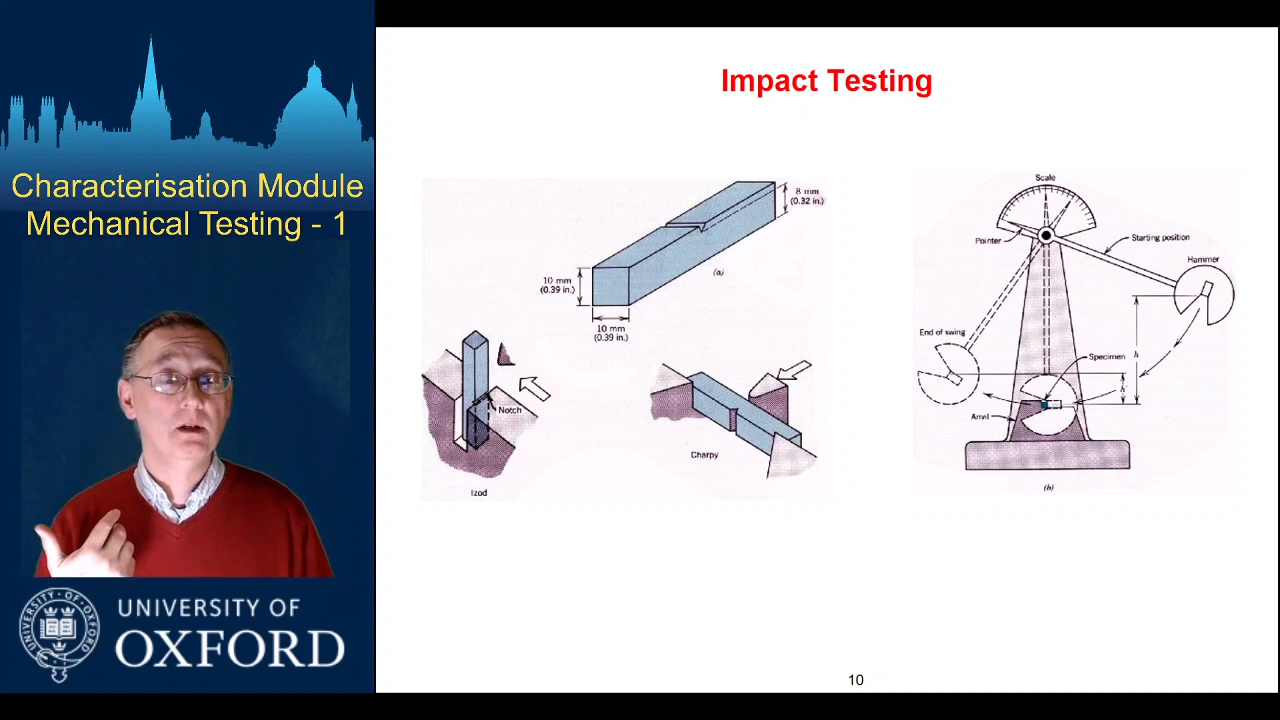 Impact Testing
Characterisation Module
Mechanical Testing - 1
8 mm
(0.32 in.)
(a)
10 mm
(0.39 in.)
10 mm
(0.39 in.)
Notch
Izod
Charpy
Scale
Pointer
Starting position
Hammer
End of swing
Specimen
h
h'
Anvil
(b)
UNIVERSITY OF
OXFORD
10